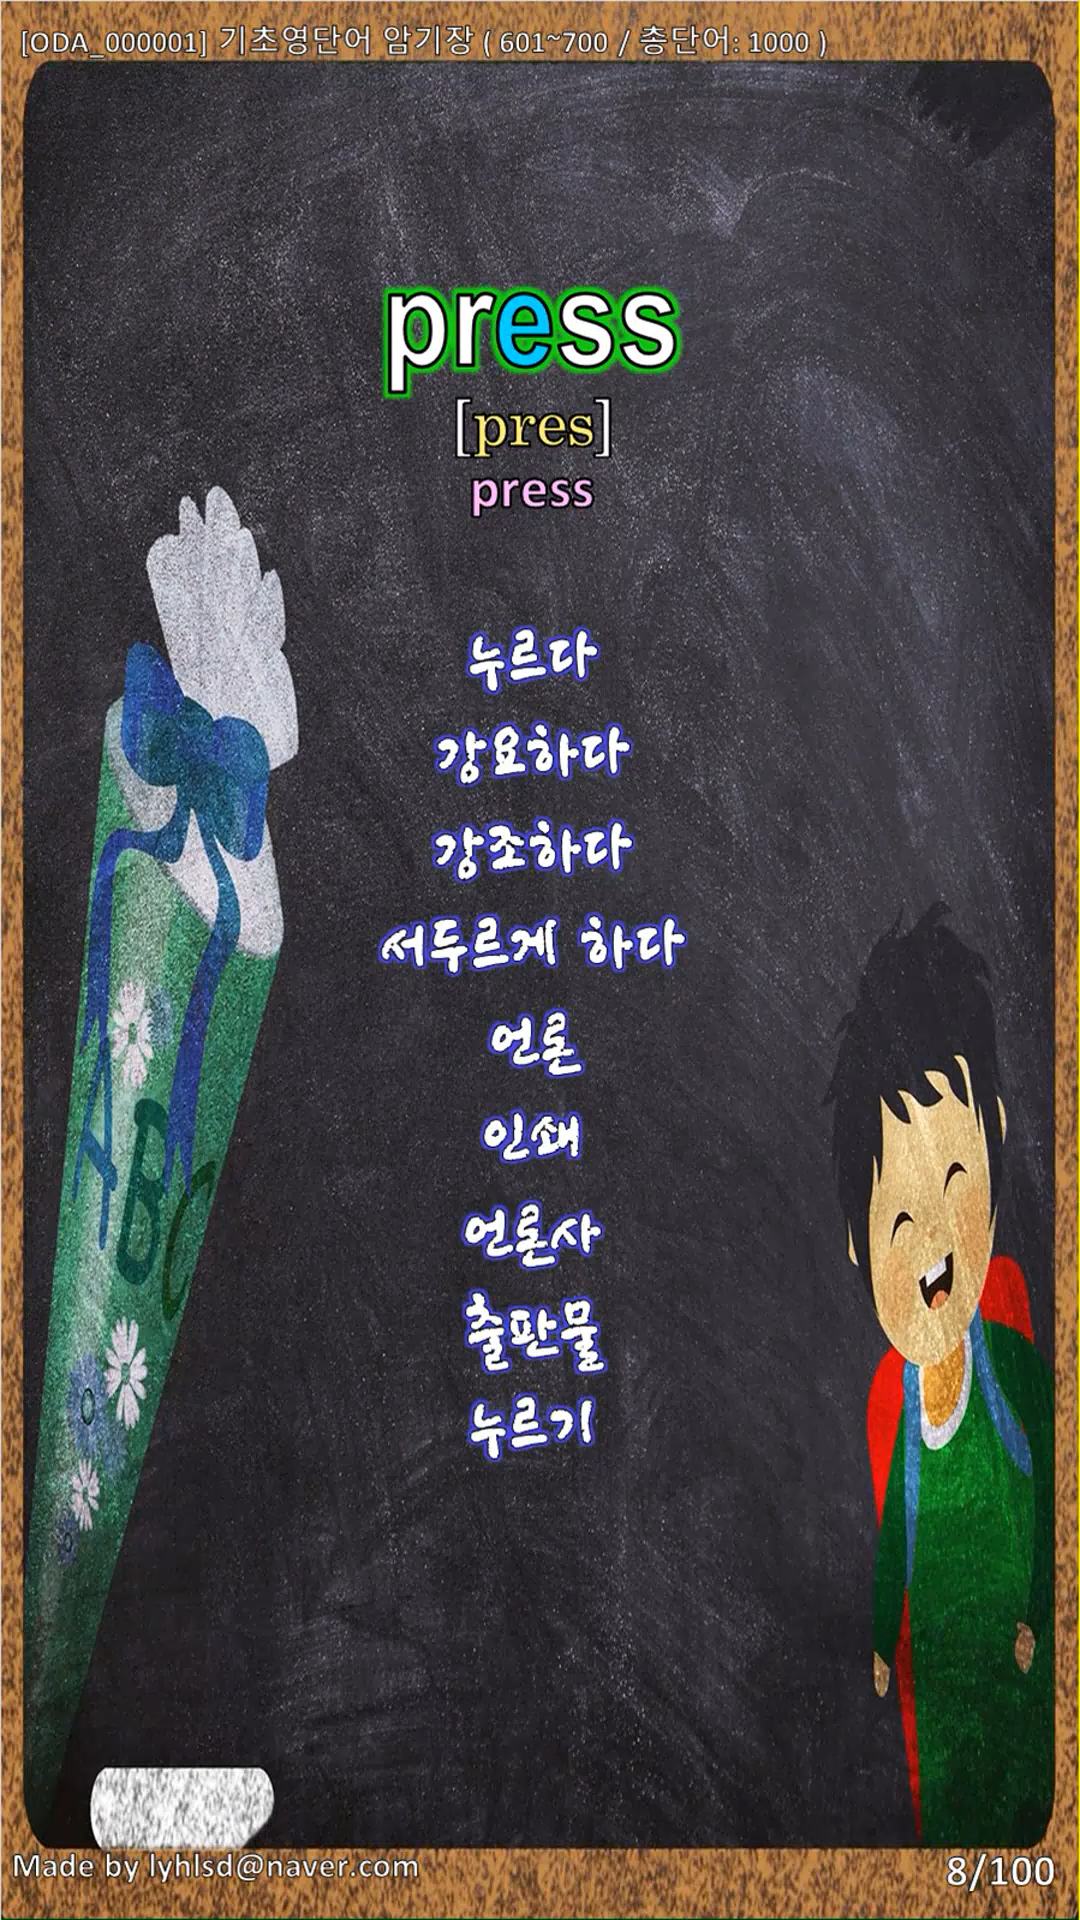 [ODA_000001] 기초영단어 암기장 ( 601~700 / 총단어: 1000 )
press
[pres]
press
누르다
강요하다
강조하다
서두르게 하다
언론
인쇄
언론사
출판물
누르기
ABC
Made by lyhlsd@naver.com
8/100